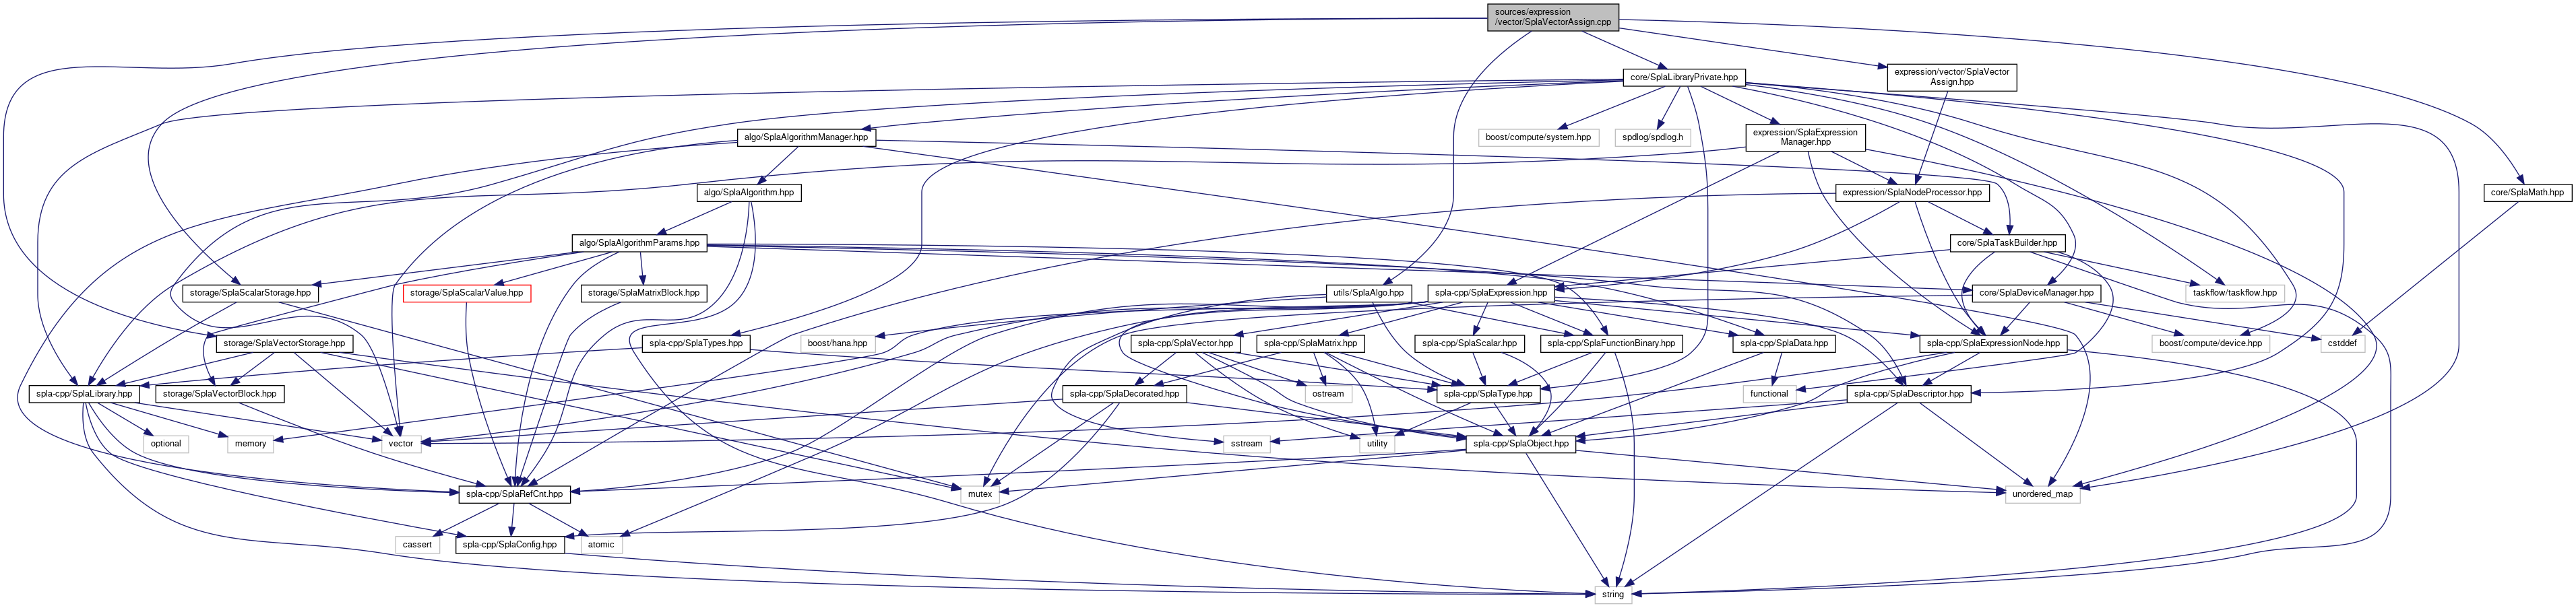 sources/expression
/vector/SplaVectorAssign.cpp
core/SplaLibraryPrivate.hpp
expression/vector/SplaVector
Assign.hpp
algo/SplaAlgorithmManager.hpp
boost/compute/system.hpp
spdlog/spdlog.h
expression/SplaExpression
Manager.hpp
algo/SplaAlgorithm.hpp
expression/SplaNodeProcessor.hpp
core/SplaMath.hpp
algo/SplaAlgorithmParams.hpp
core/SplaTaskBuilder.hpp
storage/SplaScalarStorage.hpp
storage/SplaScalarValue.hpp
storage/SplaMatrixBlock.hpp
utils/SplaAlgo.hpp
spla-cpp/SplaExpression.hpp
core/SplaDeviceManager.hpp
taskflow/taskflow.hpp
storage/SplaVectorStorage.hpp
spla-cpp/SplaTypes.hpp
boost/hana.hpp
spla-cpp/SplaVector.hpp
spla-cpp/SplaMatrix.hpp
spla-cpp/SplaScalar.hpp
spla-cpp/SplaFunctionBinary.hpp
spla-cpp/SplaData.hpp
spla-cpp/SplaExpressionNode.hpp
boost/compute/device.hpp
cstddef
spla-cpp/SplaLibrary.hpp
storage/SplaVectorBlock.hpp
spla-cpp/SplaDecorated.hpp
ostream
spla-cpp/SplaType.hpp
functional
spla-cpp/SplaDescriptor.hpp
optional
memory
vector
sstream
utility
spla-cpp/SplaObject.hpp
spla-cpp/SplaRefCnt.hpp
mutex
unordered_map
cassert
spla-cpp/SplaConfig.hpp
atomic
string